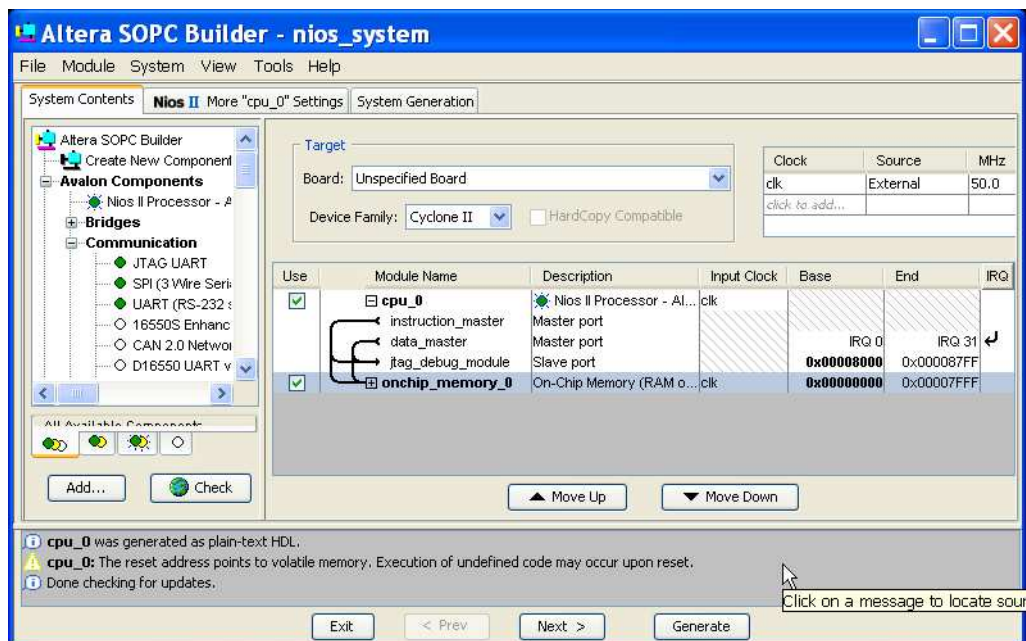 Altera SOPC Builder - nios_system
File Module System View Tools Help
System Contents Nios II More "cpu_0" Settings System Generation
Altera SOPC Builder
Create New Component
Avalon Components
Nios II Processor - A
Bridges
Communication
JTAG UART
SPI (3 Wire Seri
UART (RS-232 s
16550S Enhanc
CAN 2.0 Networ
D16550 UART v
All Available Components
Add... Check
Target
Board: Unspecified Board
Device Family: Cyclone II HardCopy Compatible
Clock Source MHz
clk External 50.0
click to add...
Use Module Name Description Input Clock Base End IRQ
cpu_0 Nios II Processor - Al... clk
instruction_master Master port
data_master Master port IRQ 0 IRQ 31
jtag_debug_module Slave port 0x00008000 0x000087FF
onchip_memory_0 On-Chip Memory (RAM o... clk 0x00000000 0x00007FFF
Move Up Move Down
cpu_0 was generated as plain-text HDL.
cpu_0: The reset address points to volatile memory. Execution of undefined code may occur upon reset.
Done checking for updates.
Click on a message to locate sour
Exit < Prev Next > Generate